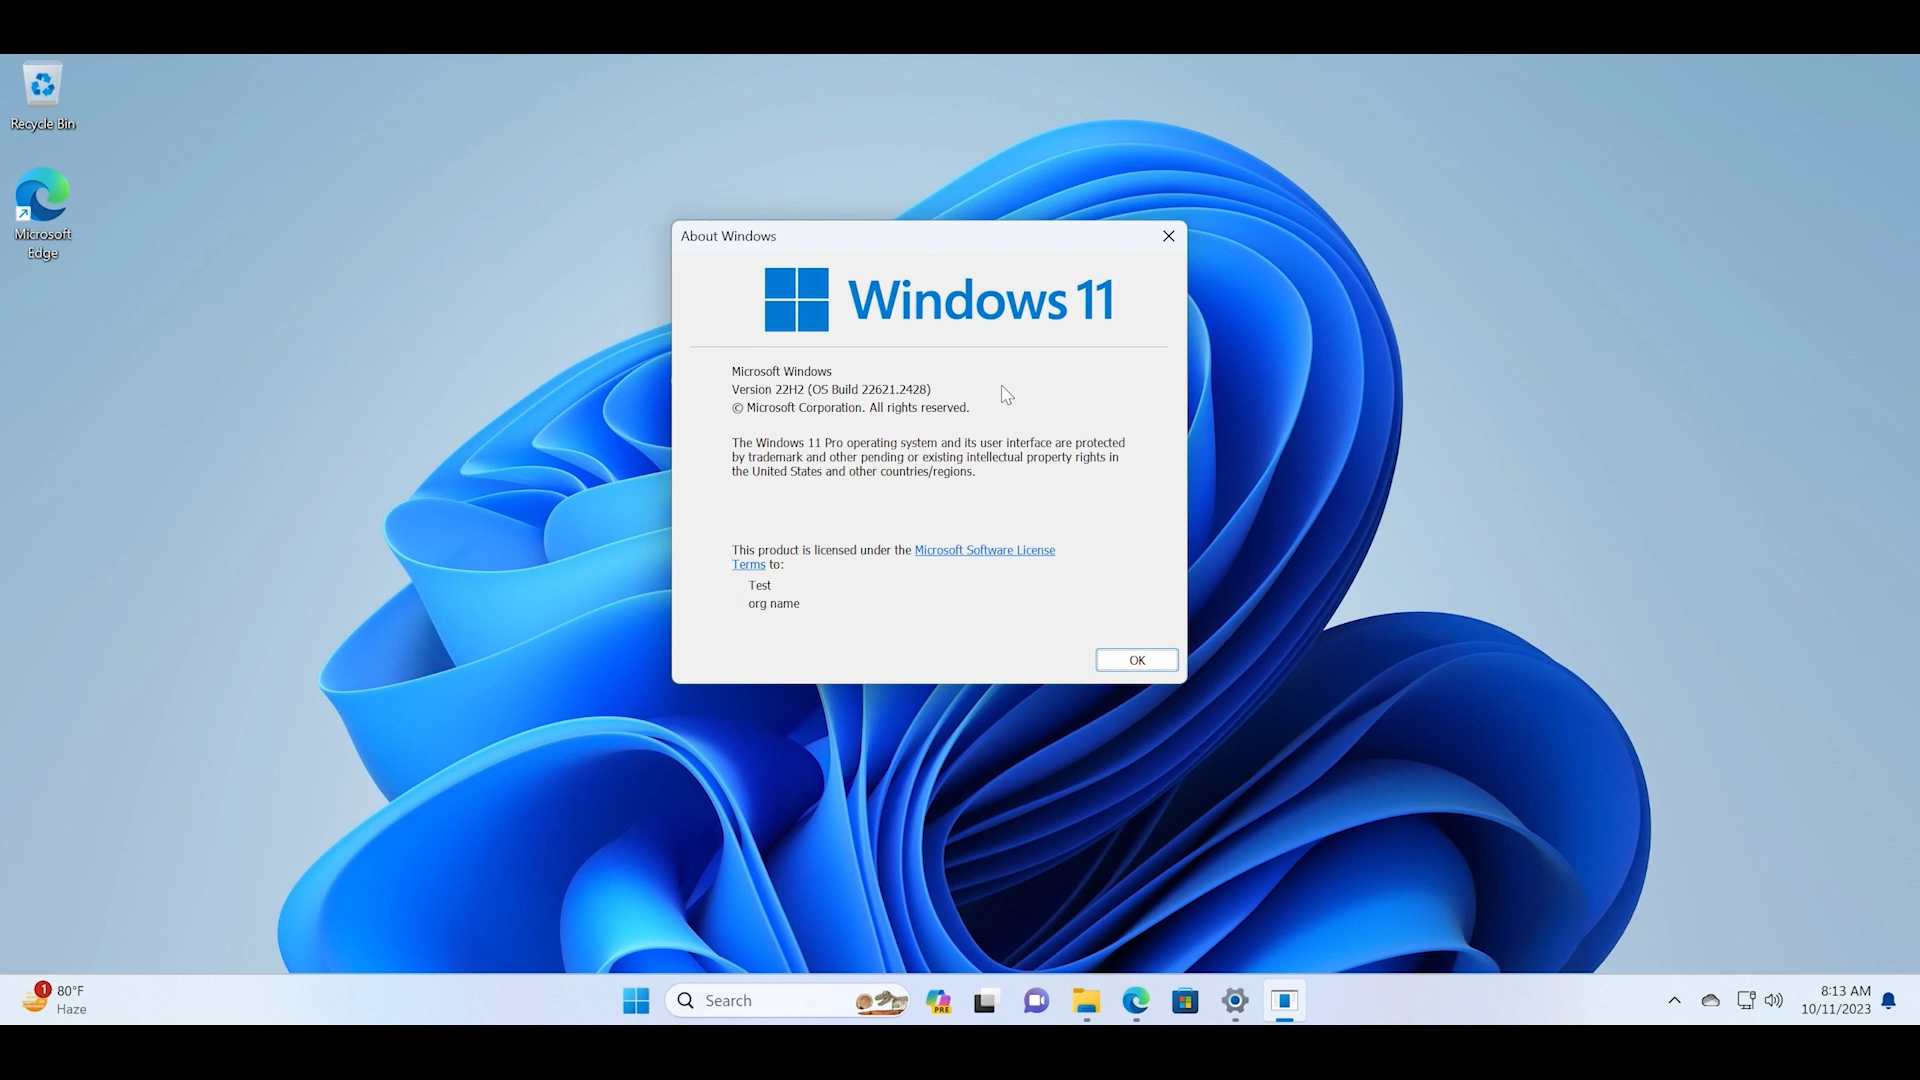 Recycle Bin
Microsoft
Edge
About Windows
Windows 11
Microsoft Windows
Version 22H2 (OS Build 22621.2428)
© Microsoft Corporation. All rights reserved.
The Windows 11 Pro operating system and its user interface are protected
by trademark and other pending or existing intellectual property rights in
the United States and other countries/regions.
This product is licensed under the Microsoft Software License
Terms to:
Test
org name
OK
1
80°F
Haze
Search
PRE
8:13 AM
10/11/2023